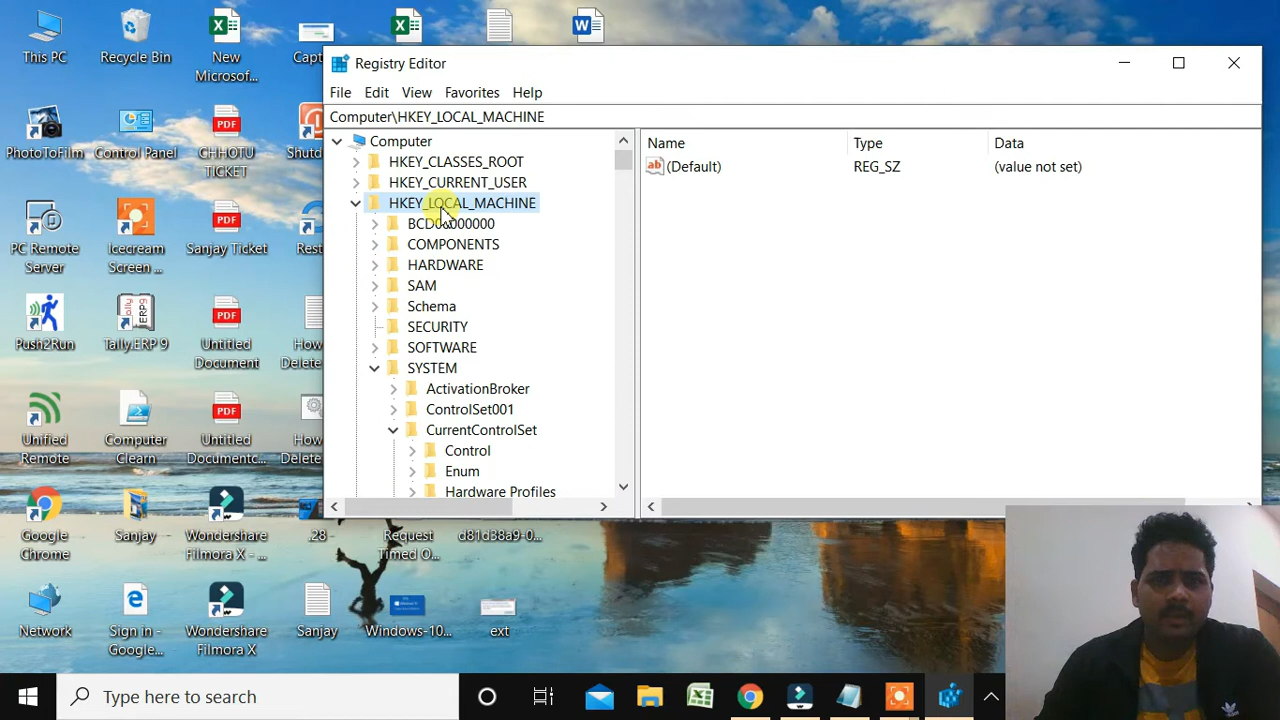 This PC
Recycle Bin
New
Microsof...
Capt
Registry Editor
File Edit View Favorites Help
Computer\HKEY_LOCAL_MACHINE
Computer
HKEY_CLASSES_ROOT
HKEY_CURRENT_USER
HKEY_LOCAL_MACHINE
COMPONENTS
HARDWARE
SAM
Schema
SECURITY
SOFTWARE
SYSTEM
ActivationBroker
ControlSet001
CurrentControlSet
Control
Enum
Hardware Profiles
Name Type Data
ab (Default) REG_SZ (value not set)
PhotoToFilm
Control Panel
CHHOTU
TICKET
Shutd
PC Remote
Server
Icecream
Screen ...
Sanjay Ticket
Rest
Push2Run
Tally.ERP 9
Untitled
Document
How
Delete
Unified
Remote
Computer
Clearn
Untitled
Documentc...
How
Delete
Google
Chrome
Sanjay
Wondershare
Filmora X - ...
.28
Request
Timed O...
d81d38a9-0...
Network
Sign in -
Google...
Wondershare
Filmora X
Sanjay
Windows-10...
ext
Type here to search